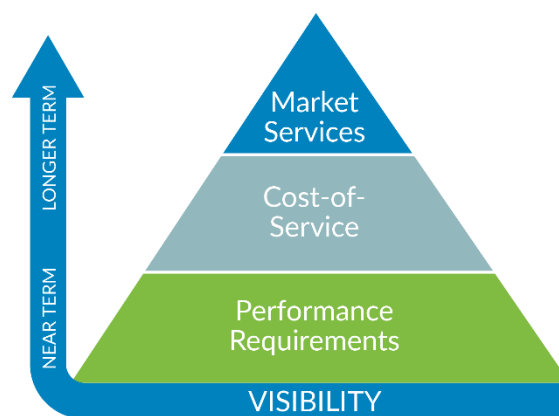 Market
Services
Cost-of-
Service
Performance
Requirements
LONGER TERM
NEAR TERM
VISIBILITY